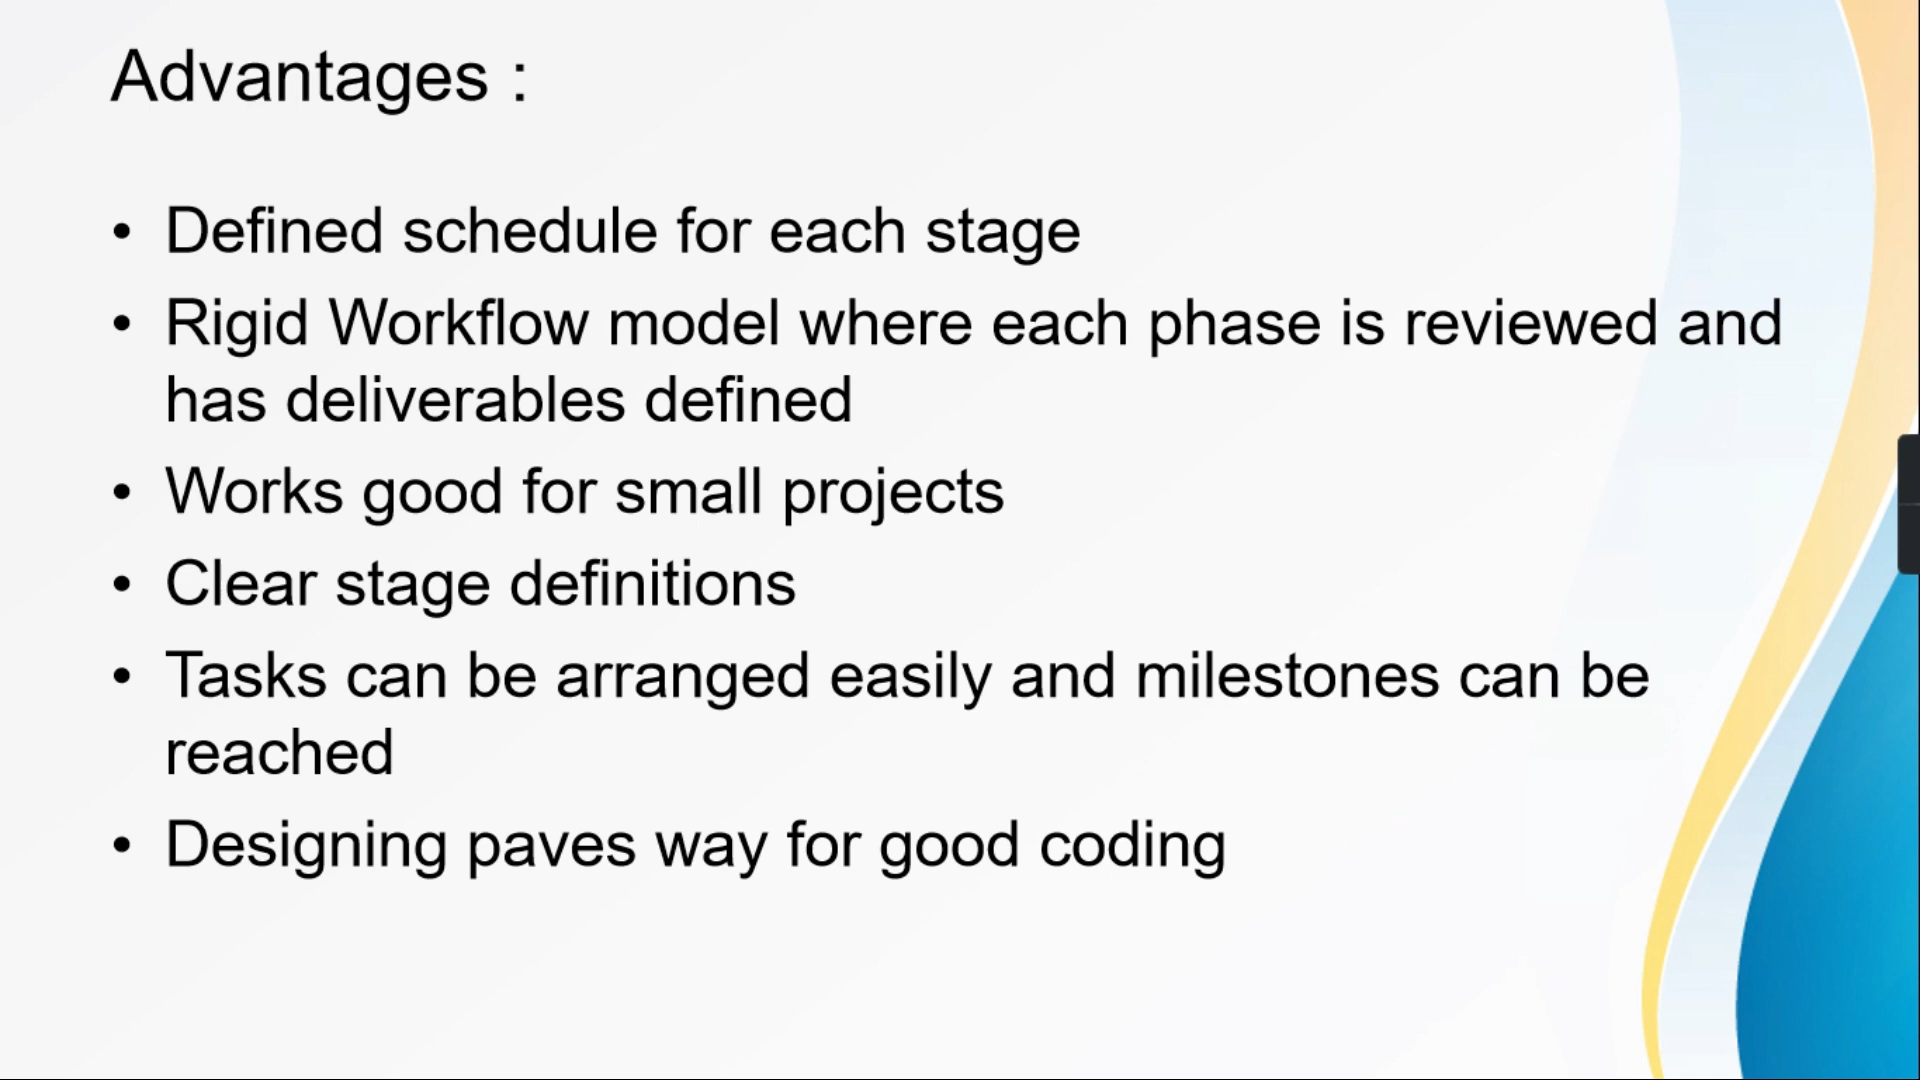 Advantages :
• Defined schedule for each stage
• Rigid Workflow model where each phase is reviewed and
has deliverables defined
• Works good for small projects
• Clear stage definitions
• Tasks can be arranged easily and milestones can be
reached
• Designing paves way for good coding